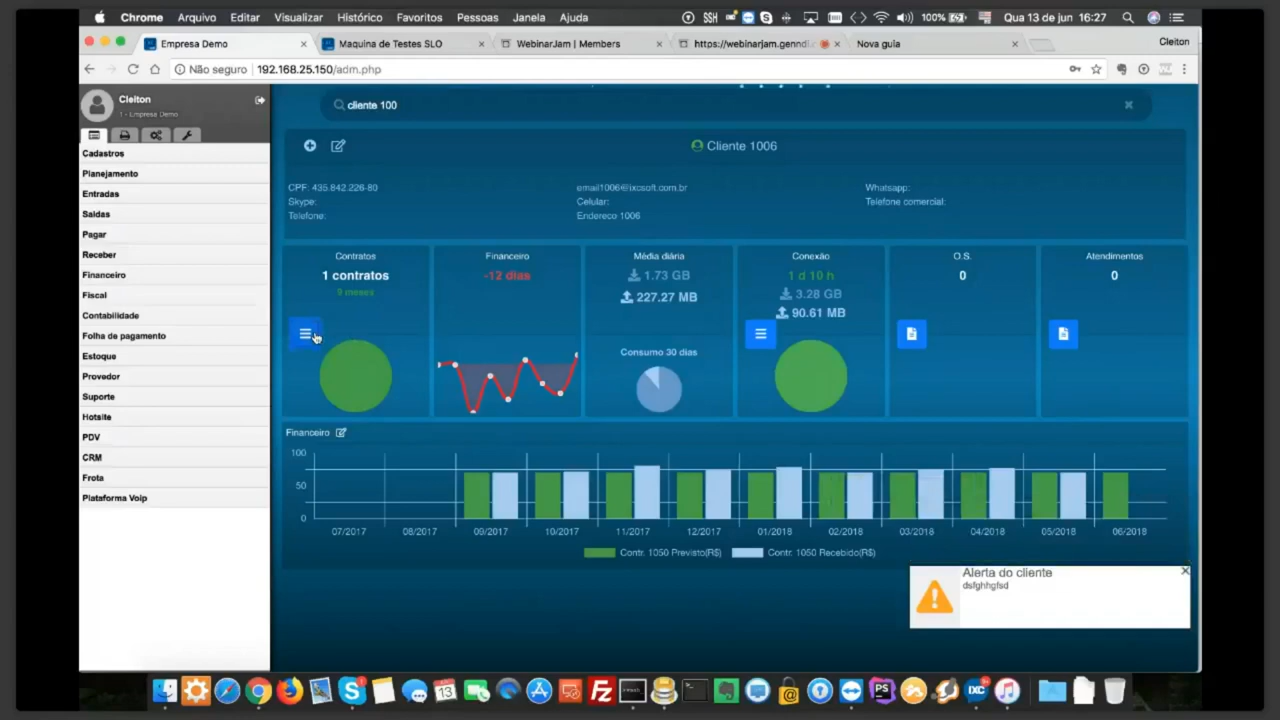 Chrome Arquivo Editar Visualizar Histórico Favoritos Pessoas Janela Ajuda SSH 100% Qua 13 de jun 16:27
Empresa Demo Maquina de Testes SLO WebinarJam | Members https://webinarjam.genndi. Nova guia Cleiton
Não seguro 192.168.25.150/adm.php
Cleiton
1 - Empresa Demo
Cadastros
Planejamento
Entradas
Saídas
Pagar
Receber
Financeiro
Fiscal
Contabilidade
Folha de pagamento
Estoque
Provedor
Suporte
Hotsite
PDV
CRM
Frota
Plataforma Voip
cliente 100
Cliente 1006
CPF: 435.842.226-80 email1006@ixcsoft.com.br Whatsapp:
Skype: Celular: Telefone comercial:
Telefone: Endereco 1006
Contratos Financeiro Média diária Conexão O.S. Atendimentos
1 contratos -12 dias 1.73 GB 1 d 10 h 0 0
9 meses 227.27 MB 3.28 GB
90.61 MB
Consumo 30 dias
Financeiro
100
50
0
07/2017 08/2017 09/2017 10/2017 11/2017 12/2017 01/2018 02/2018 03/2018 04/2018 05/2018 06/2018
Contr. 1050 Previsto(R$) Contr. 1050 Recebido(R$)
Alerta do cliente
dsfghhgfsd
13 Fz PS IXC